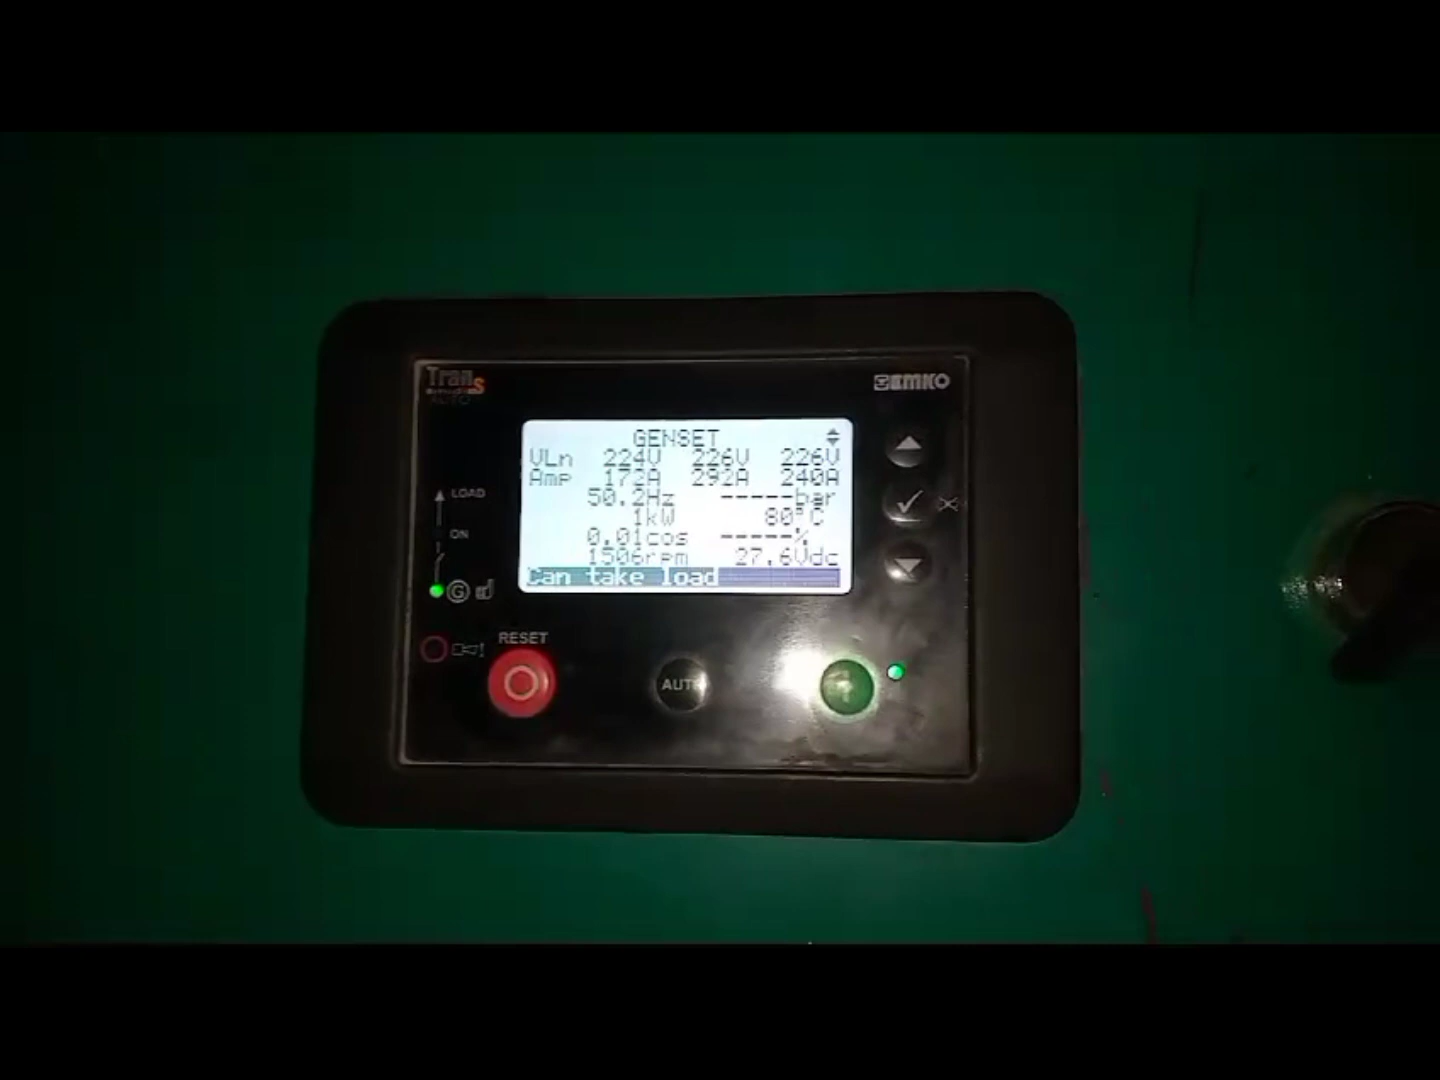 Trans
AUTO
EMKO
GENSET
VLn 224V 226V 226V
Amp 172A 292A 240A
50.2Hz -----bar
1kW 80°C
0.01cos -----%
1506rpm 27.6Vdc
Can take load
LOAD
ON
G
RESET
AUTO